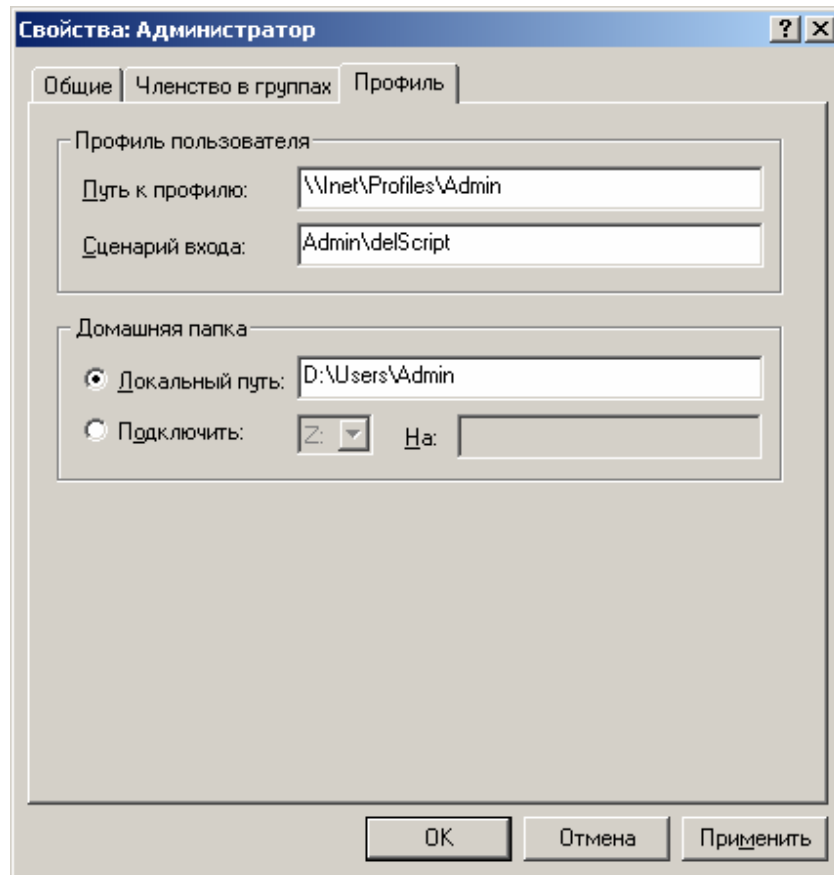 Свойства: Администратор
Общие Членство в группах Профиль
Профиль пользователя
Путь к профилю: \\Inet\Profiles\Admin
Сценарий входа: Admin\delScript
Домашняя папка
Локальный путь: D:\Users\Admin
Подключить: Z: На:
OK Отмена Применить